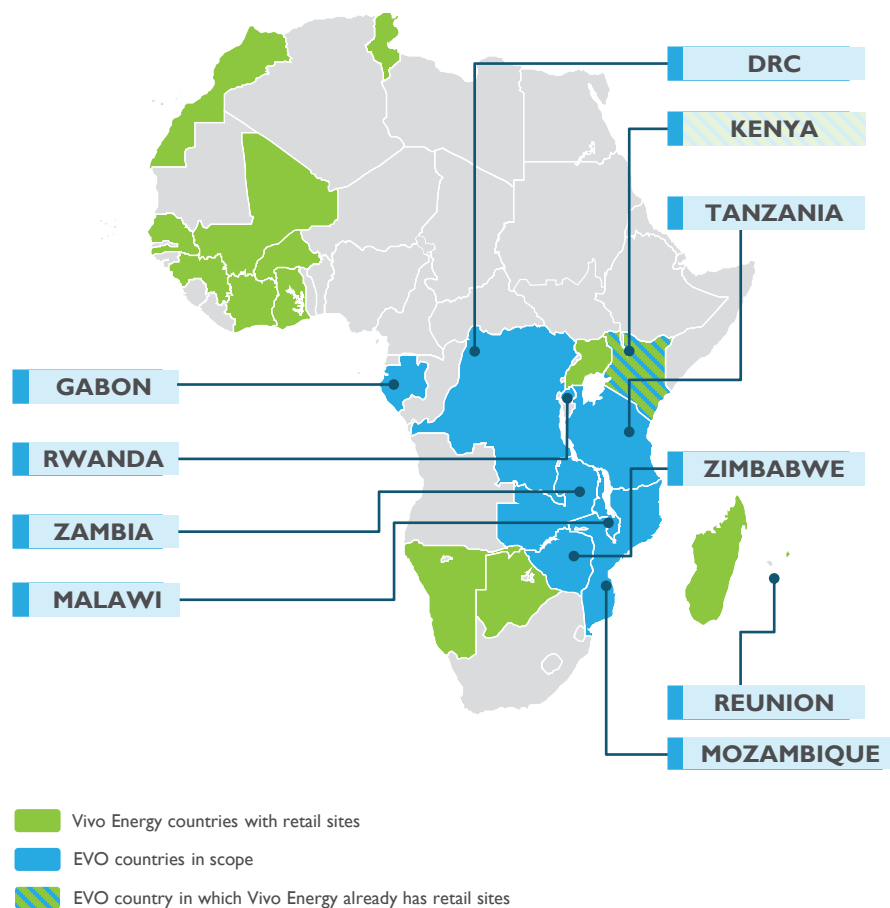 DRC
KENYA
TANZANIA
GABON
RWANDA
ZIMBABWE
ZAMBIA
MALAWI
REUNION
MOZAMBIQUE
Vivo Energy countries with retail sites
EVO countries in scope
EVO country in which Vivo Energy already has retail sites